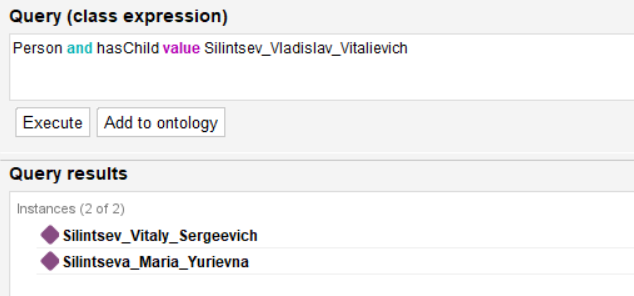 Query (class expression)
Person and hasChild value Silintsev_Vladislav_Vitalievich
Execute Add to ontology
Query results
Instances (2 of 2)
Silintsev_Vitaly_Sergeevich
Silintseva_Maria_Yurievna